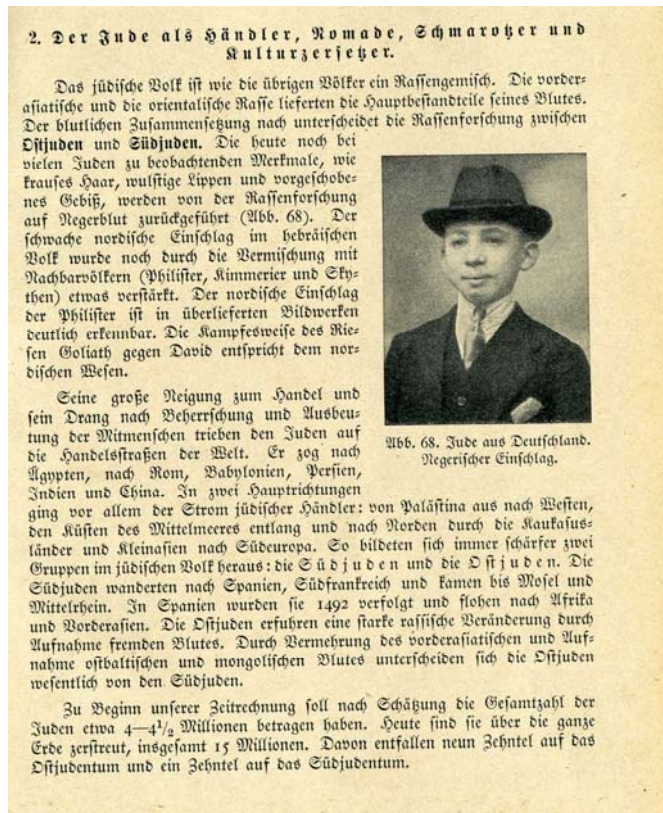 2. Der Jude als Händler, Nomade, Schmarotzer und
Kulturzersetzer.
Das jüdische Volk ist wie die übrigen Völker ein Rassengemisch. Die vorder-
asiatische und die orientalische Rasse lieferten die Hauptbestandteile seines Blutes.
Der blutlichen Zusammensetzung nach unterscheidet die Rassenforschung zwischen
Ostjuden und Südjuden. Die heute noch bei
vielen Juden zu beobachtenden Merkmale, wie
krauses Haar, wulstige Lippen und vorgeschobe-
nes Gebiß, werden von der Rassenforschung
auf Negerblut zurückgeführt (Abb. 68). Der
schwache nordische Einschlag im hebräischen
Volk wurde noch durch die Vermischung mit
Nachbarvölkern (Philister, Kimmerier und Sky-
then) etwas verstärkt. Der nordische Einschlag
der Philister ist in überlieferten Bildwerken
deutlich erkennbar. Die Kampfesweise des Rie-
sen Goliath gegen David entspricht dem nor-
dischen Wesen.
Seine große Neigung zum Handel und
sein Drang nach Beherrschung und Ausbeu-
tung der Mitmenschen trieben den Juden auf
die Handelsstraßen der Welt. Er zog nach
Ägypten, nach Rom, Babylonien, Persien,
Indien und China. In zwei Hauptrichtungen
Abb. 68. Jude aus Deutschland.
Negerischer Einschlag.
ging vor allem der Strom jüdischer Händler: von Palästina aus nach Westen,
den Küsten des Mittelmeeres entlang und nach Norden durch die Kaukasus-
länder und Kleinasien nach Südeuropa. So bildeten sich immer schärfer zwei
Gruppen im jüdischen Volk heraus: die Südjuden und die Ostjuden. Die
Südjuden wanderten nach Spanien, Südfrankreich und kamen bis Mosel und
Mittelrhein. In Spanien wurden sie 1492 verfolgt und flohen nach Afrika
und Vorderasien. Die Ostjuden erfuhren eine starke rassische Veränderung durch
Aufnahme fremden Blutes. Durch Vermehrung des vorderasiatischen und Auf-
nahme ostbaltischen und mongolischen Blutes unterscheiden sich die Ostjuden
wesentlich von den Südjuden.
Zu Beginn unserer Zeitrechnung soll nach Schätzung die Gesamtzahl der
Juden etwa 4—4½ Millionen betragen haben. Heute sind sie über die ganze
Erde zerstreut, insgesamt 15 Millionen. Davon entfallen neun Zehntel auf das
Ostjudentum und ein Zehntel auf das Südjudentum.